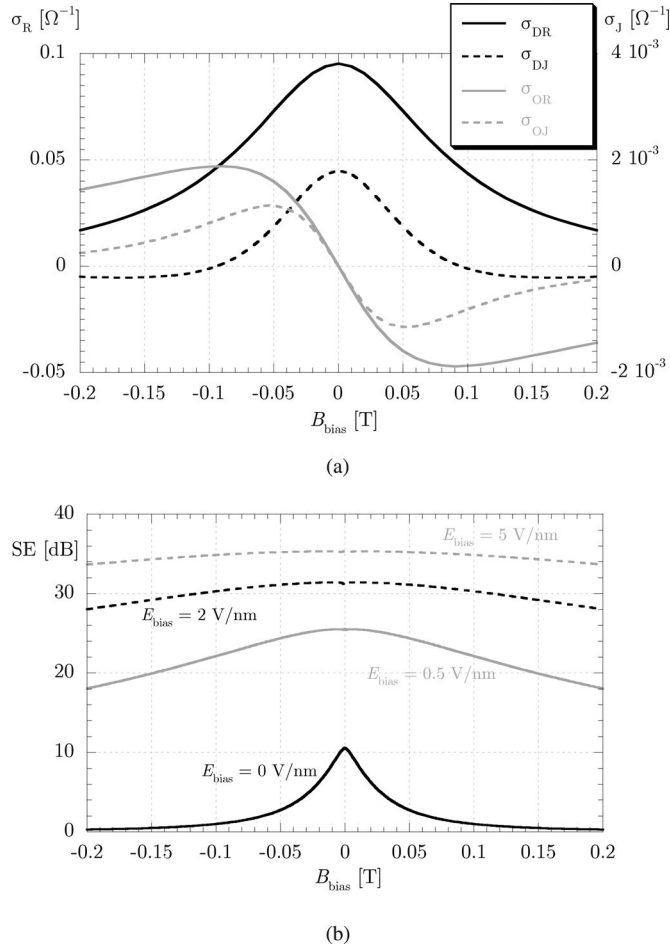 σR [Ω⁻¹]
σJ [Ω⁻¹]
σDR
σDJ
σOR
σOJ
0.1
0.05
0
-0.05
4 10⁻³
2 10⁻³
0
-2 10⁻³
-0.2 -0.15 -0.1 -0.05 0 0.05 0.1 0.15 0.2
Bbias [T]
(a)
SE [dB]
40
30
20
10
0
Ebias = 5 V/nm
Ebias = 2 V/nm
Ebias = 0.5 V/nm
Ebias = 0 V/nm
-0.2 -0.15 -0.1 -0.05 0 0.05 0.1 0.15 0.2
Bbias [T]
(b)